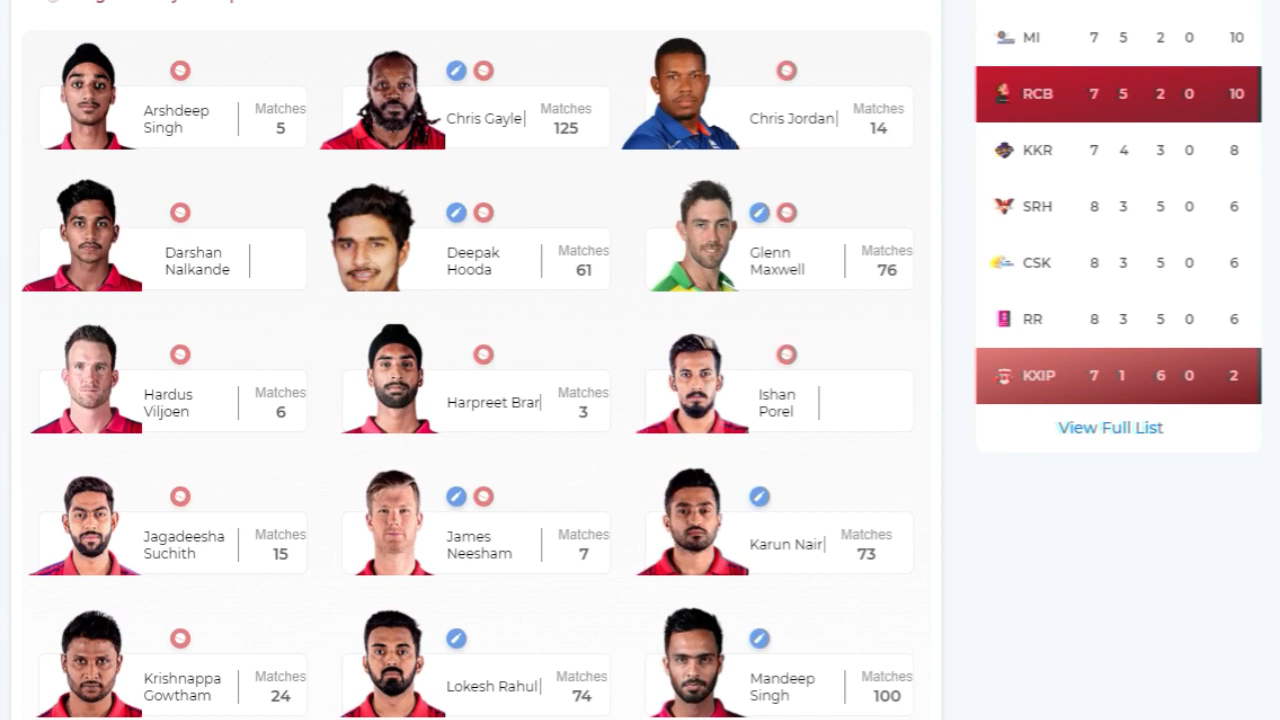 Arshdeep
Singh
Matches
5
Chris Gayle
Matches
125
Chris Jordan
Matches
14
Darshan
Nalkande
Deepak
Hooda
Matches
61
Glenn
Maxwell
Matches
76
Hardus
Viljoen
Matches
6
Harpreet Brar
Matches
3
Ishan
Porel
Jagadeesha
Suchith
Matches
15
James
Neesham
Matches
7
Karun Nair
Matches
73
Krishnappa
Gowtham
Matches
24
Lokesh Rahul
Matches
74
Mandeep
Singh
Matches
100
MI 7 5 2 0 10
RCB 7 5 2 0 10
KKR 7 4 3 0 8
SRH 8 3 5 0 6
CSK 8 3 5 0 6
RR 8 3 5 0 6
KXIP 7 1 6 0 2
View Full List